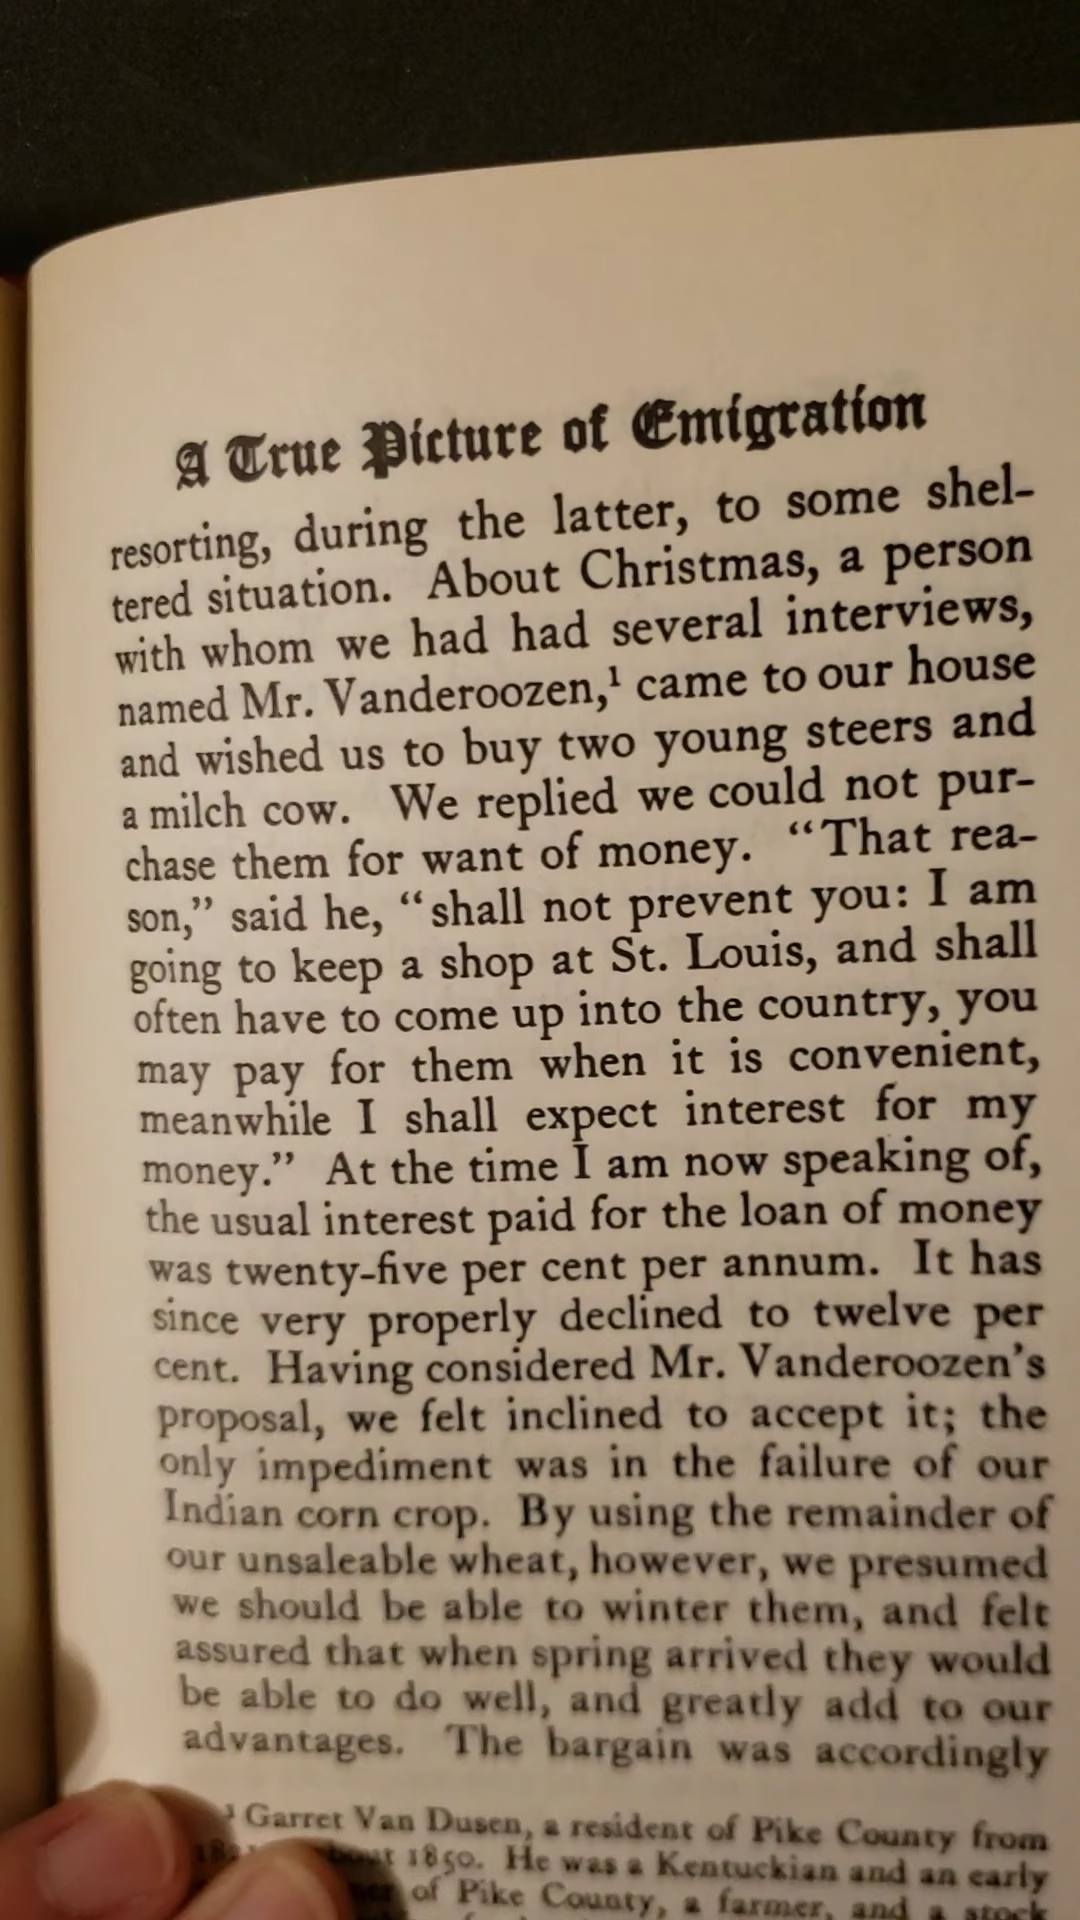 A True Picture of Emigration
resorting, during the latter, to some shel-
tered situation. About Christmas, a person
with whom we had had several interviews,
named Mr. Vanderoozen,¹ came to our house
and wished us to buy two young steers and
a milch cow. We replied we could not pur-
chase them for want of money. “That rea-
son,” said he, “shall not prevent you: I am
going to keep a shop at St. Louis, and shall
often have to come up into the country, you
may pay for them when it is convenient,
meanwhile I shall expect interest for my
money.” At the time I am now speaking of,
the usual interest paid for the loan of money
was twenty-five per cent per annum. It has
since very properly declined to twelve per
cent. Having considered Mr. Vanderoozen’s
proposal, we felt inclined to accept it; the
only impediment was in the failure of our
Indian corn crop. By using the remainder of
our unsaleable wheat, however, we presumed
we should be able to winter them, and felt
assured that when spring arrived they would
be able to do well, and greatly add to our
advantages. The bargain was accordingly
¹ Garret Van Dusen, a resident of Pike County from
1850. He was a Kentuckian and an early
of Pike County, a farmer, and a stock